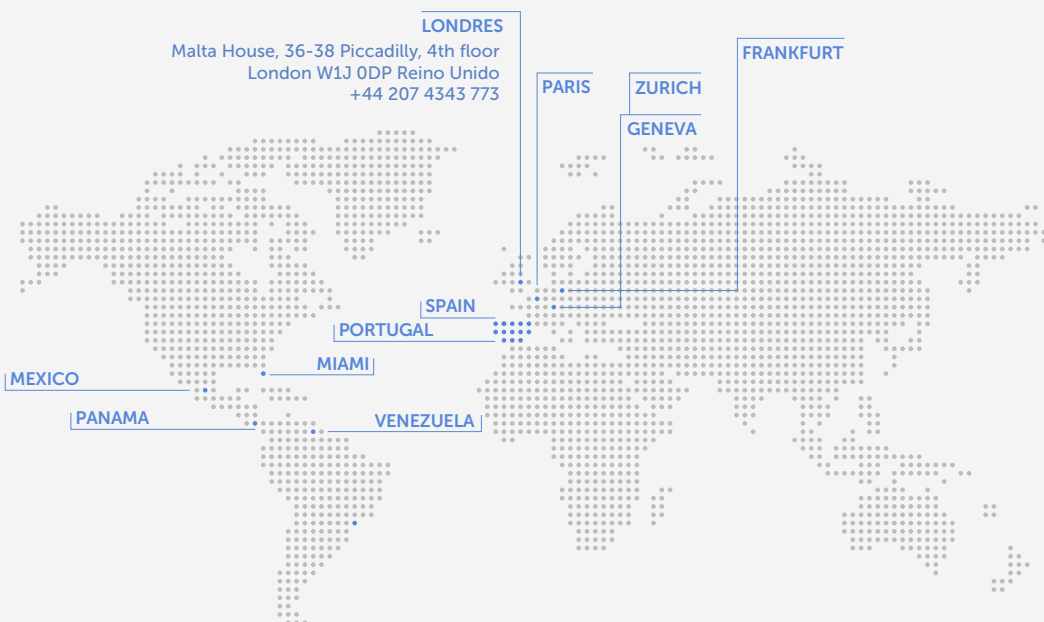 LONDRES
Malta House, 36-38 Piccadilly, 4th floor
London W1J 0DP Reino Unido
+44 207 4343 773
FRANKFURT
PARIS
ZURICH
GENEVA
SPAIN
PORTUGAL
MIAMI
MEXICO
PANAMA
VENEZUELA